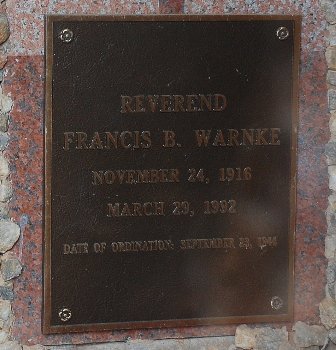 REVEREND
FRANCIS B. WARNKE
NOVEMBER 24, 1916
MARCH 29, 1992
DATE OF ORDINATION: SEPTEMBER